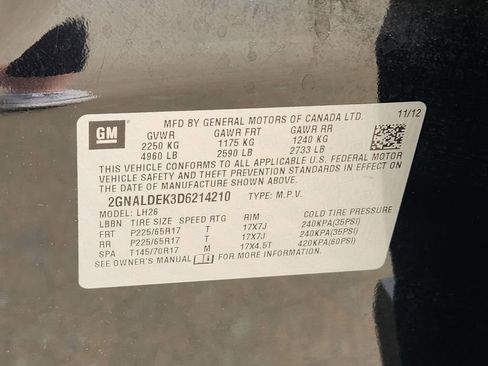 MFD BY GENERAL MOTORS OF CANADA LTD. 11/12
GM
GVWR GAWR FRT GAWR RR
2250 KG 1175 KG 1240 KG
4960 LB 2590 LB 2733 LB
THIS VEHICLE CONFORMS TO ALL APPLICABLE U.S. FEDERAL MOTOR
VEHICLE SAFETY AND THEFT PREVENTION STANDARDS IN EFFECT ON
THE DATE OF MANUFACTURE SHOWN ABOVE.
2GNALDEK3D6214210 TYPE: M.P.V.
MODEL: LH26
LBBN TIRE SIZE SPEED RTG RIM COLD TIRE PRESSURE
FRT P225/65R17 T 17X7J 240KPA(35PSI)
RR P225/65R17 T 17X7J 240KPA(35PSI)
SPA T145/70R17 M 17X4.5T 420KPA(60PSI)
SEE OWNER'S MANUAL FOR MORE INFORMATION.